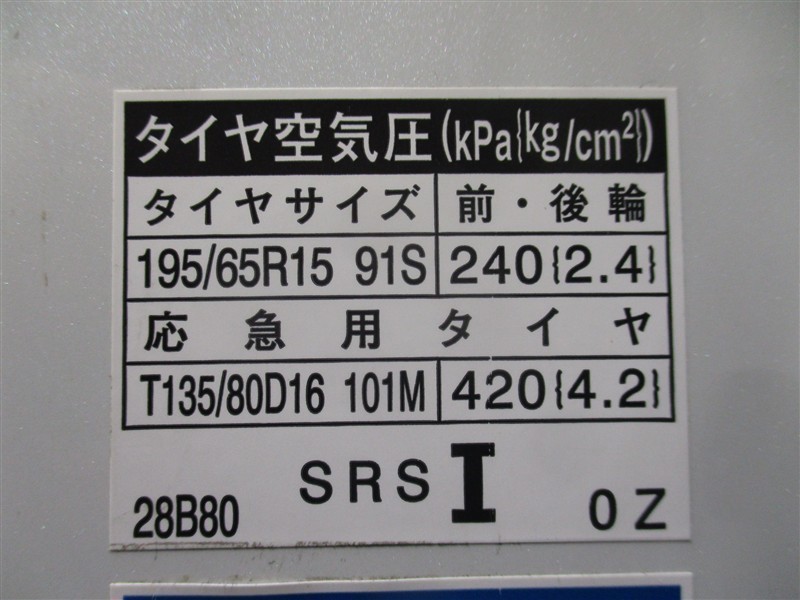 タイヤ空気圧(kPa{kg/cm²})
タイヤサイズ 前・後輪
195/65R15 91S 240{2.4}
応急用タイヤ
T135/80D16 101M 420{4.2}
SRS I
28B80 0Z